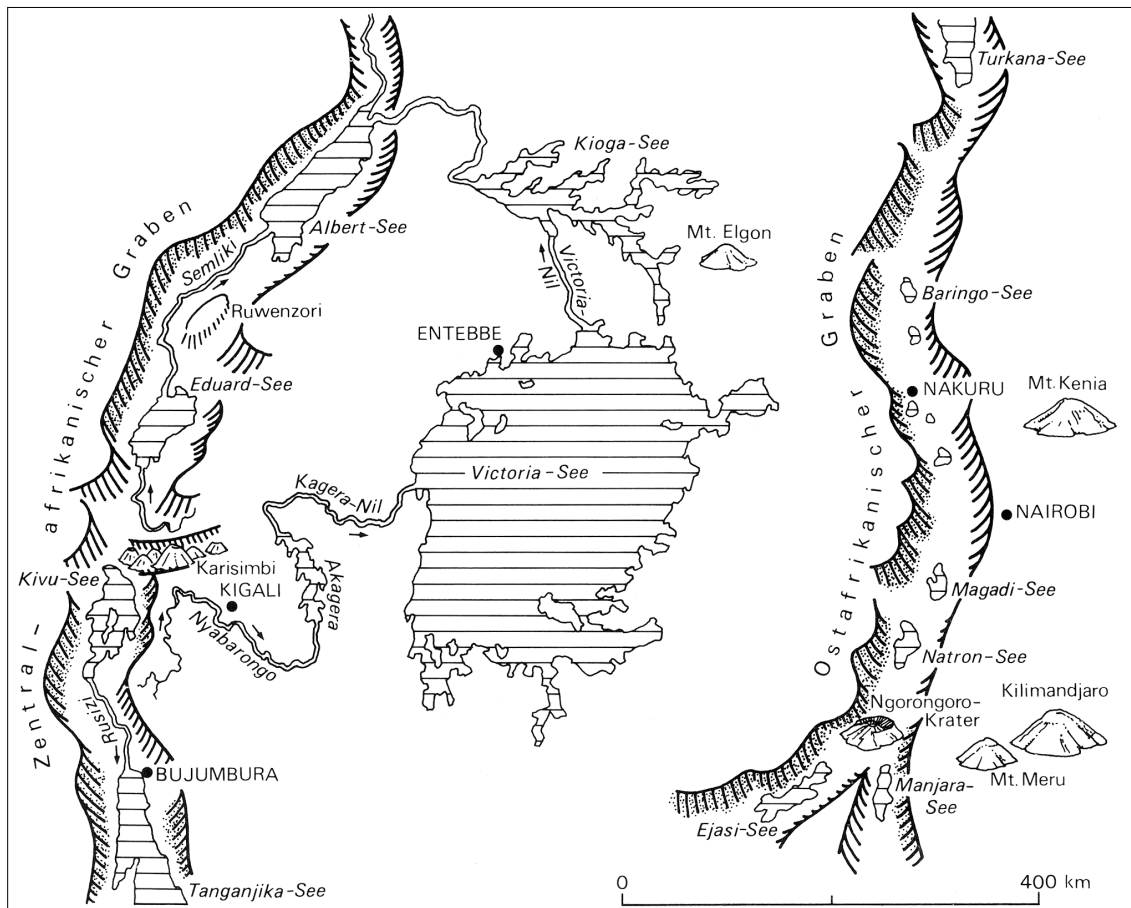 Turkana-See
Kioga-See
Albert-See
Mt. Elgon
Semliki
Victoria-
Nil
Ruwenzori
Baringo-See
ENTEBBE
Eduard-See
NAKURU
Mt. Kenia
Victoria-See
Kagera-Nil
NAIROBI
Karisimbi
Kivu-See
KIGALI
Akagera
Nyabarongo
Magadi-See
Natron-See
Rusizi
Ngorongoro-
Krater
Kilimandjaro
BUJUMBURA
Mt. Meru
Manjara-
See
Ejasi-See
Tanganjika-See
Zentral-
afrikanischer Graben
Ostafrikanischer Graben
0 400 km